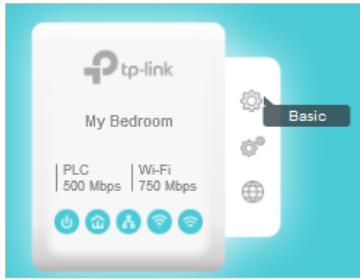 tp-link
My Bedroom
Basic
PLC
500 Mbps
Wi-Fi
750 Mbps